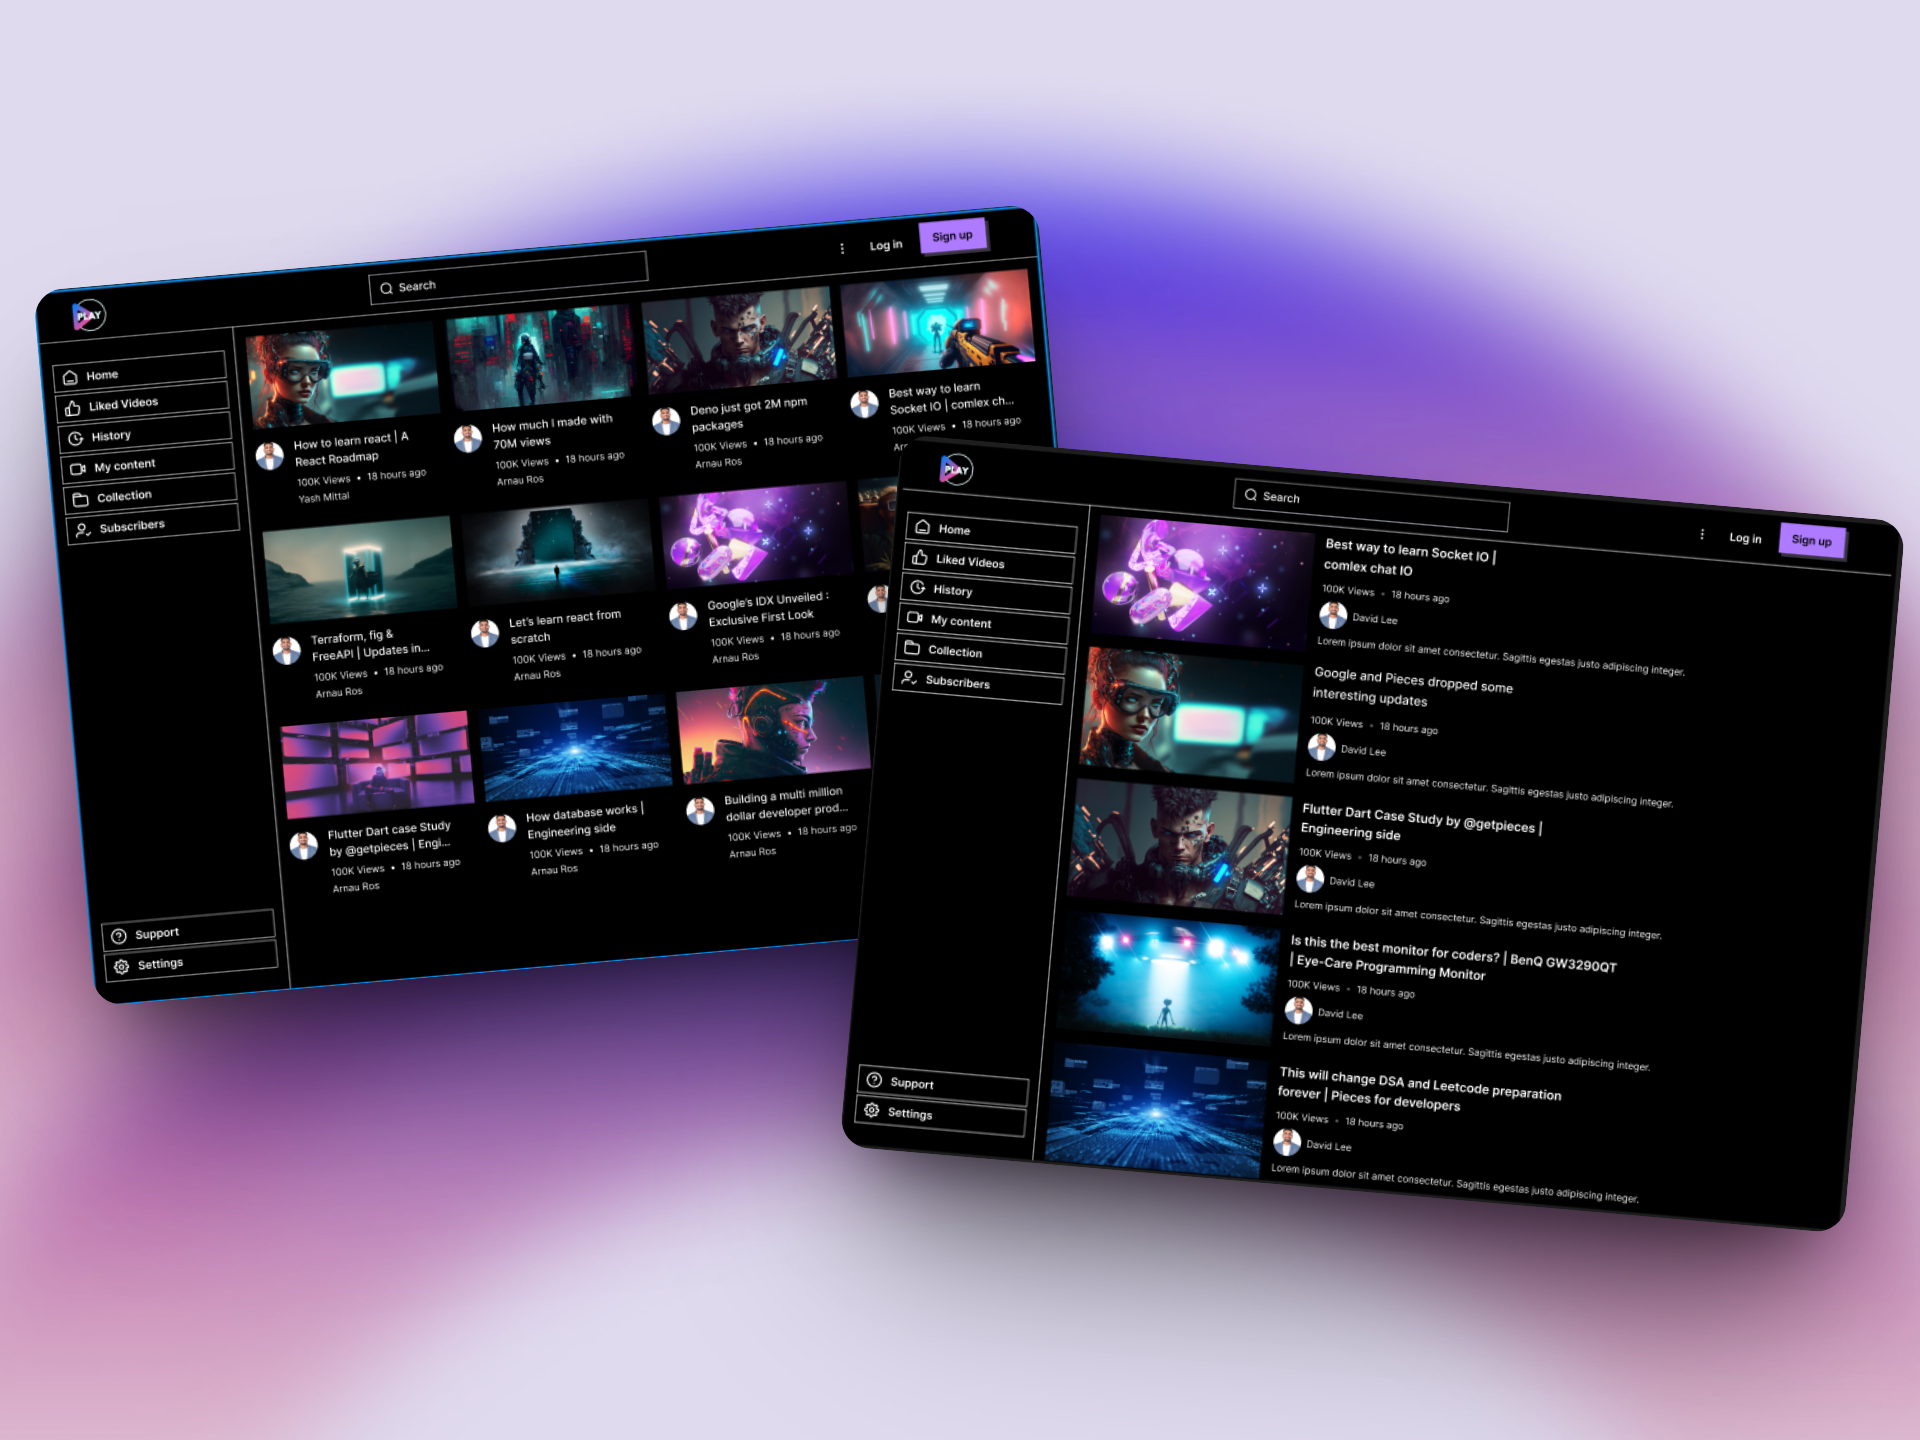 PLAY
Search
Log in
Sign up
Home
Liked Videos
History
My content
Collection
Subscribers
Support
Settings
How to learn react | A
React Roadmap
100K Views • 18 hours ago
Yash Mittal
How much I made with
70M views
100K Views • 18 hours ago
Arnau Ros
Deno just got 2M npm
packages
100K Views • 18 hours ago
Arnau Ros
Best way to learn
Socket IO | comlex ch...
100K Views • 18 hours ago
Terraform, fig &
FreeAPI | Updates in...
100K Views • 18 hours ago
Arnau Ros
Let's learn react from
scratch
100K Views • 18 hours ago
Arnau Ros
Google's IDX Unveiled :
Exclusive First Look
100K Views • 18 hours ago
Arnau Ros
Flutter Dart case Study
by @getpieces | Engi...
100K Views • 18 hours ago
Arnau Ros
How database works |
Engineering side
100K Views • 18 hours ago
Arnau Ros
Building a multi million
dollar developer prod...
100K Views • 18 hours ago
Arnau Ros
PLAY
Search
Log in
Sign up
Home
Liked Videos
History
My content
Collection
Subscribers
Support
Settings
Best way to learn Socket IO |
comlex chat IO
100K Views • 18 hours ago
David Lee
Lorem ipsum dolor sit amet consectetur. Sagittis egestas justo adipiscing integer.
Google and Pieces dropped some
interesting updates
100K Views • 18 hours ago
David Lee
Lorem ipsum dolor sit amet consectetur. Sagittis egestas justo adipiscing integer.
Flutter Dart Case Study by @getpieces |
Engineering side
100K Views • 18 hours ago
David Lee
Lorem ipsum dolor sit amet consectetur. Sagittis egestas justo adipiscing integer.
Is this the best monitor for coders? | BenQ GW3290QT
| Eye-Care Programming Monitor
100K Views • 18 hours ago
David Lee
Lorem ipsum dolor sit amet consectetur. Sagittis egestas justo adipiscing integer.
This will change DSA and Leetcode preparation
forever | Pieces for developers
100K Views • 18 hours ago
David Lee
Lorem ipsum dolor sit amet consectetur. Sagittis egestas justo adipiscing integer.